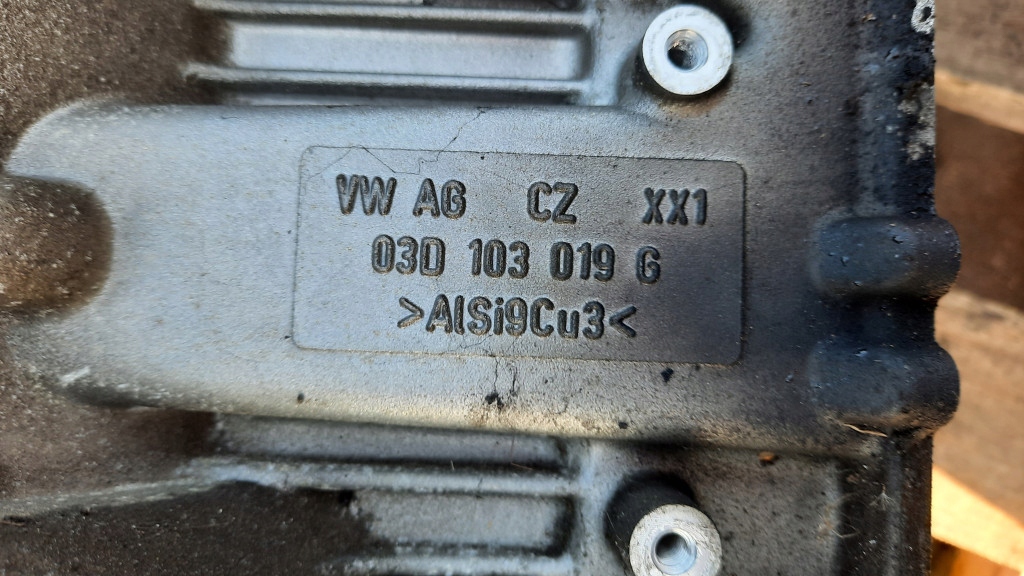 VW AG CZ XX1
03D 103 019 G
>AlSi9Cu3<